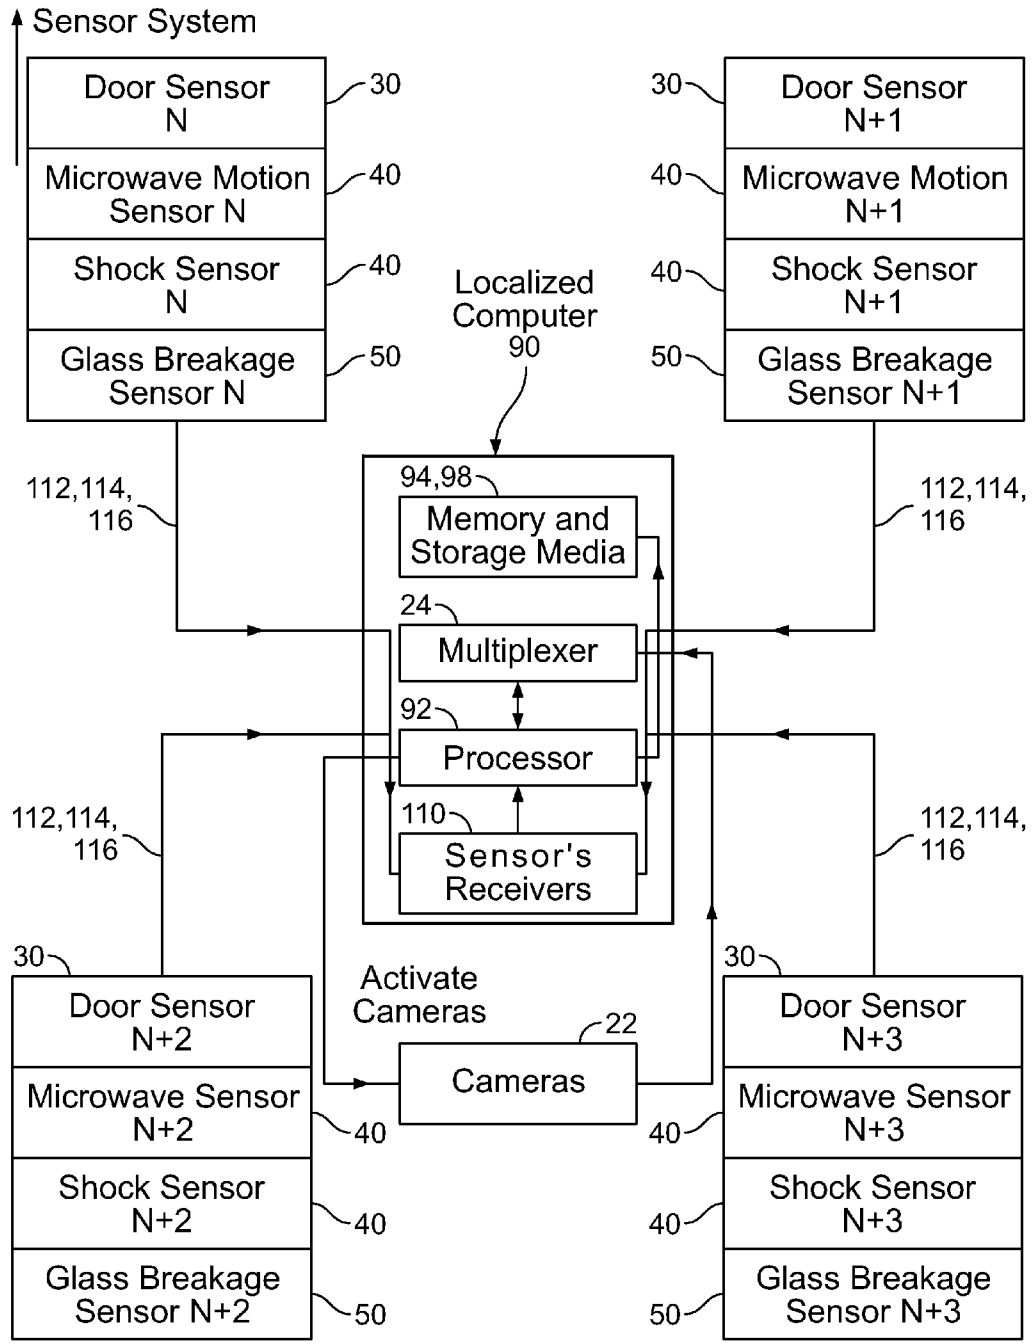 Sensor System
Door Sensor
N
30
Microwave Motion
Sensor N
40
Shock Sensor
N
40
Glass Breakage
Sensor N
50
112,114,
116
30
Door Sensor
N+1
40
Microwave Motion
N+1
40
Shock Sensor
N+1
50
Glass Breakage
Sensor N+1
112,114,
116
Localized
Computer
90
94,98
Memory and
Storage Media
24
Multiplexer
92
Processor
110
Sensor's
Receivers
Activate
Cameras
22
Cameras
112,114,
116
30
Door Sensor
N+2
Microwave Sensor
N+2
40
Shock Sensor
N+2
40
Glass Breakage
Sensor N+2
50
112,114,
116
30
Door Sensor
N+3
40
Microwave Sensor
N+3
40
Shock Sensor
N+3
50
Glass Breakage
Sensor N+3